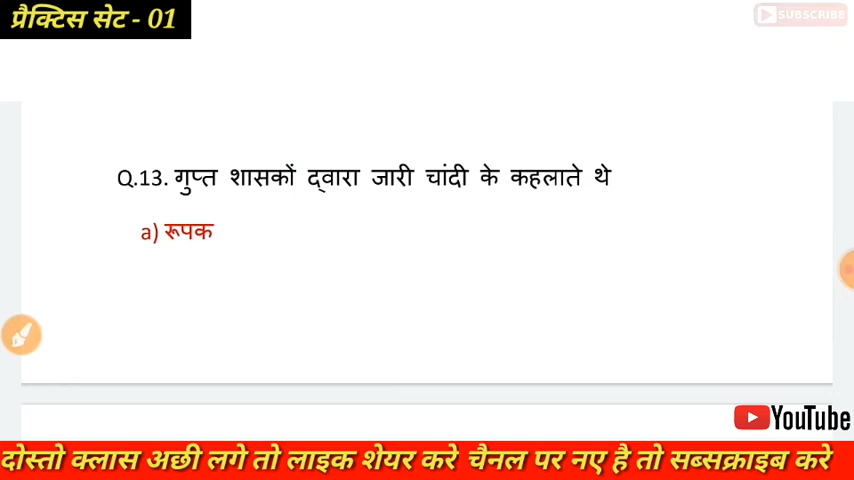 प्रैक्टिस सेट - 01
SUBSCRIBE
Q.13. गुप्त शासकों द्वारा जारी चांदी के कहलाते थे
a) रूपक
YouTube
दोस्तो क्लास अछी लगे तो लाइक शेयर करे चैनल पर नए है तो सब्सक्राइब करे